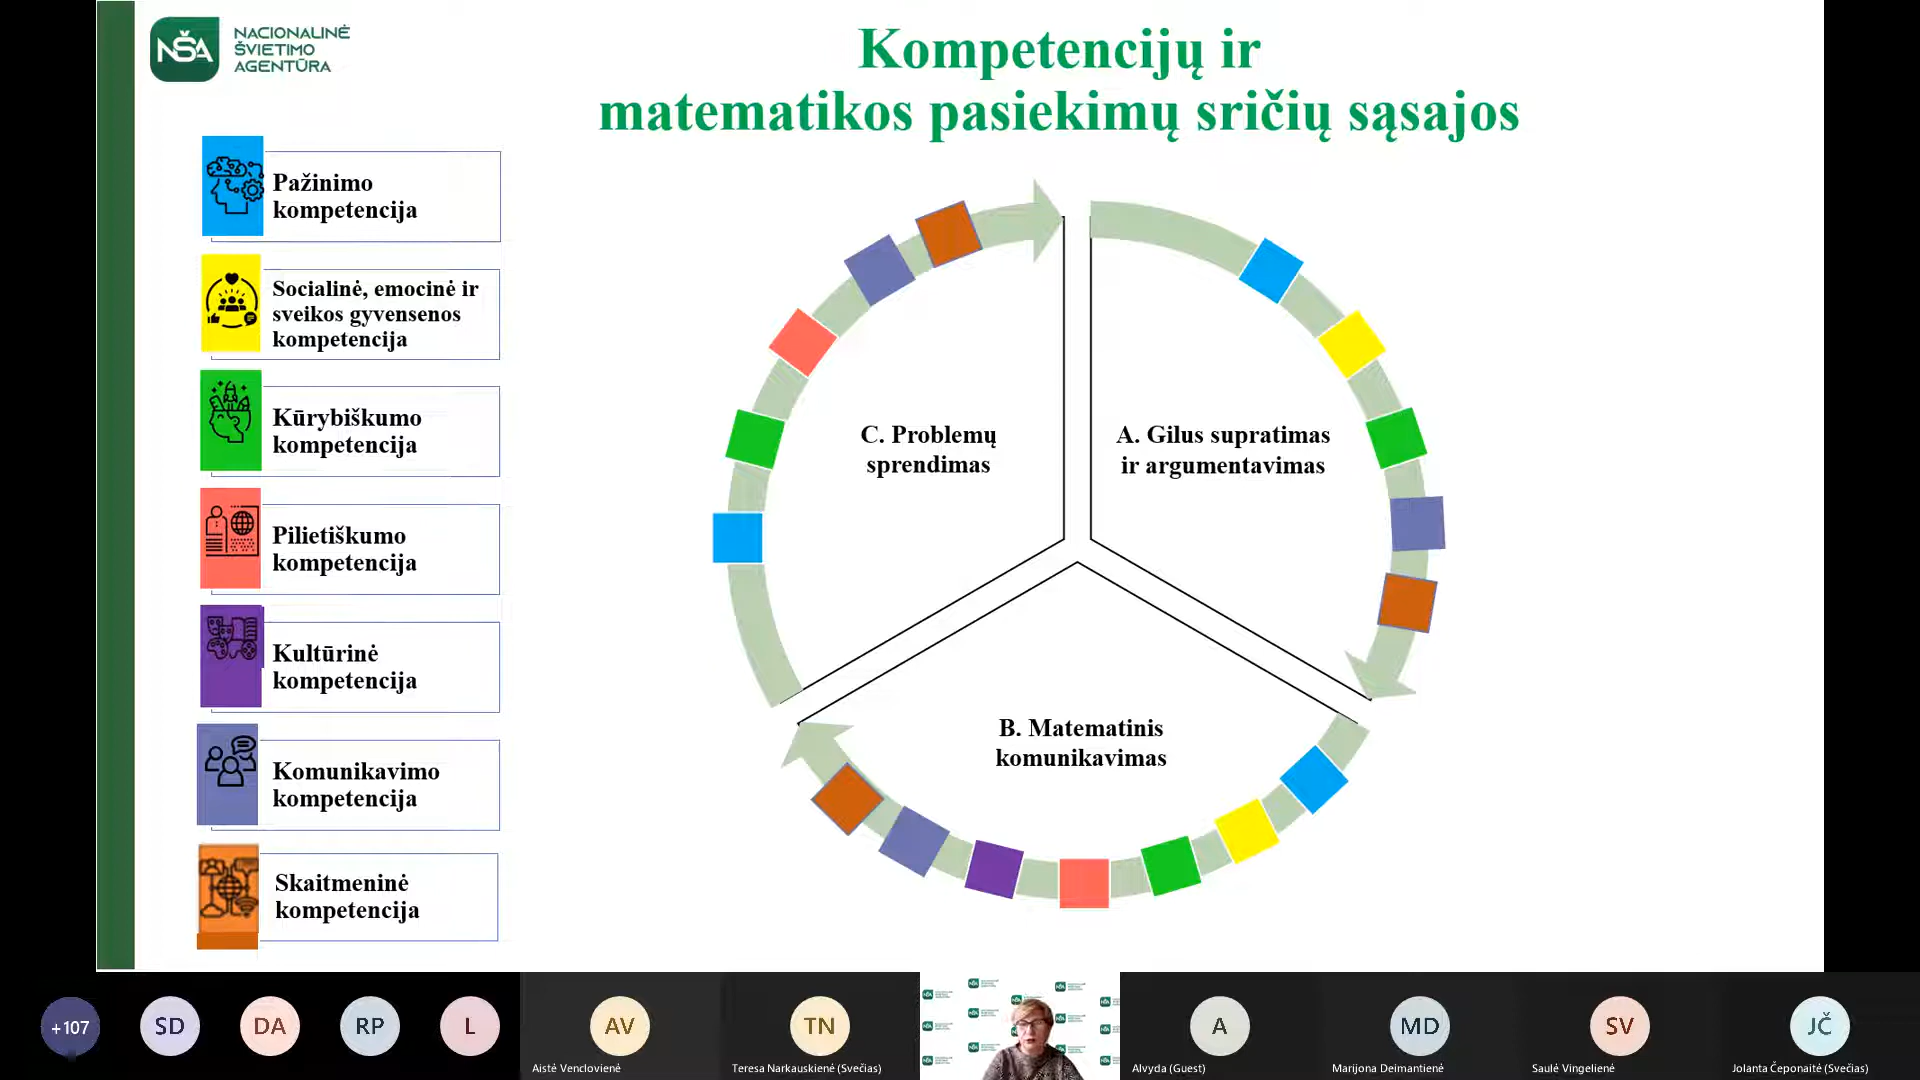 NŠA
NACIONALINĖ
ŠVIETIMO
AGENTŪRA
Kompetencijų ir
matematikos pasiekimų sričių sąsajos
Pažinimo
kompetencija
Socialinė, emocinė ir
sveikos gyvensenos
kompetencija
Kūrybiškumo
kompetencija
Pilietiškumo
kompetencija
Kultūrinė
kompetencija
Komunikavimo
kompetencija
Skaitmeninė
kompetencija
C. Problemų
sprendimas
A. Gilus supratimas
ir argumentavimas
B. Matematinis
komunikavimas
+107
SD
DA
RP
L
AV
Aistė Venclovienė
TN
Teresa Narkauskienė (Svečias)
A
Alvyda (Guest)
MD
Marijona Deimantienė
SV
Saulė Vingelienė
JČ
Jolanta Čeponaitė (Svečias)